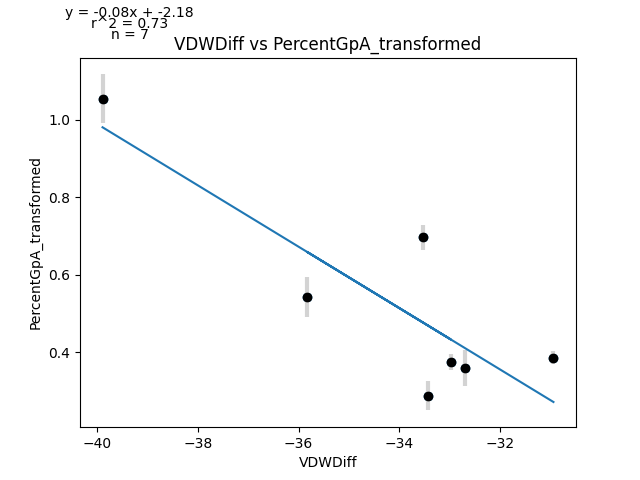 y = -0.08x + -2.18
r^2 = 0.73
n = 7
VDWDiff vs PercentGpA_transformed
PercentGpA_transformed
1.0
0.8
0.6
0.4
−40
−38
−36
−34
−32
VDWDiff